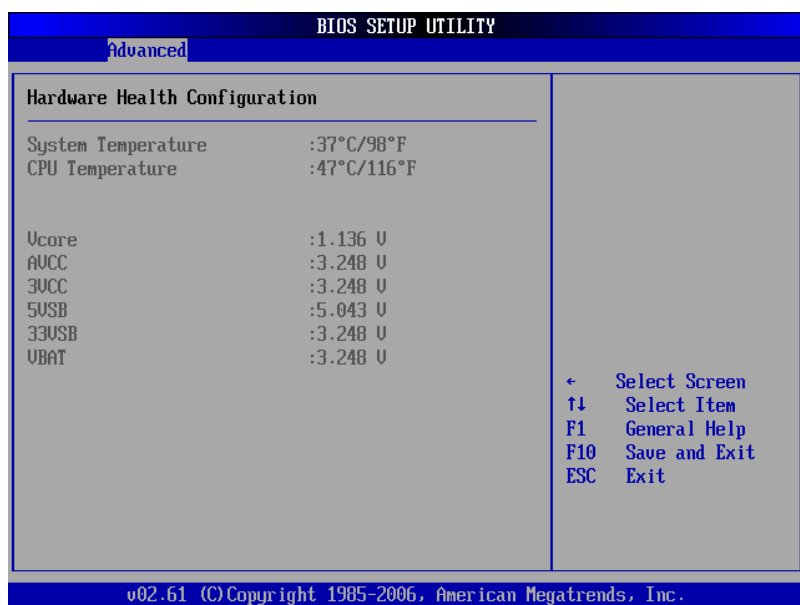 BIOS SETUP UTILITY
Advanced
Hardware Health Configuration
System Temperature :37°C/98°F
CPU Temperature :47°C/116°F
Vcore :1.136 V
AVCC :3.248 V
3VCC :3.248 V
5VSB :5.043 V
33VSB :3.248 V
VBAT :3.248 V
← Select Screen
↑↓ Select Item
F1 General Help
F10 Save and Exit
ESC Exit
v02.61 (C)Copyright 1985-2006, American Megatrends, Inc.